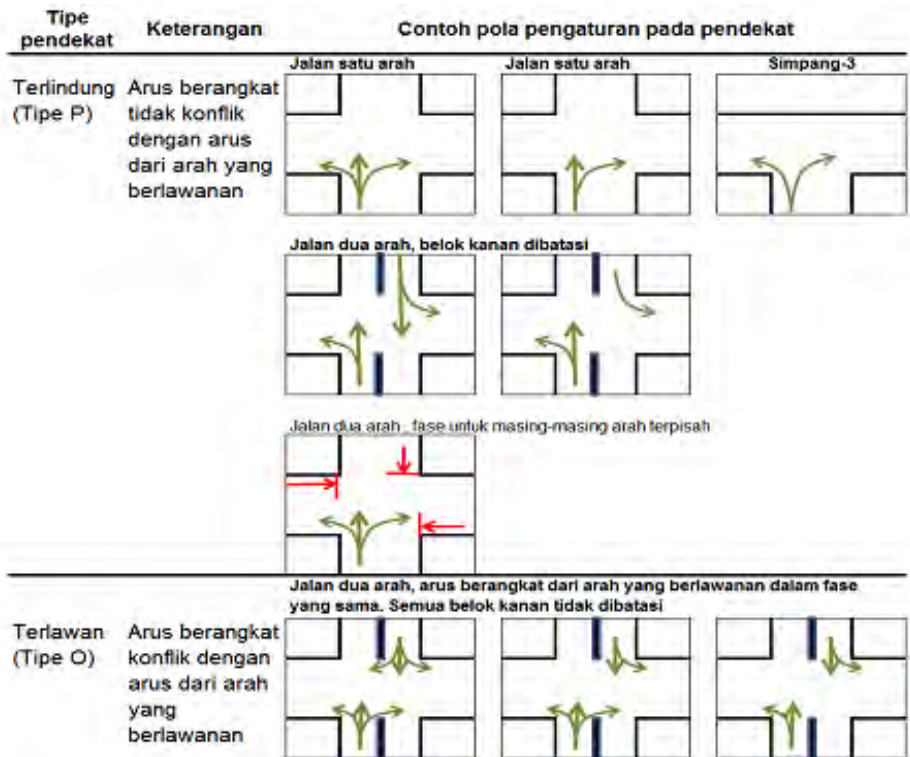 Tipe pendekat
Keterangan
Contoh pola pengaturan pada pendekat
Terlindung
(Tipe P)
Arus berangkat
tidak konflik
dengan arus
dari arah yang
berlawanan
Jalan satu arah
Jalan satu arah
Simpang-3
Jalan dua arah, belok kanan dibatasi
Jalan dua arah , fase untuk masing-masing arah terpisah
Terlawan
(Tipe O)
Arus berangkat
konflik dengan
arus dari arah
yang
berlawanan
Jalan dua arah, arus berangkat dari arah yang berlawanan dalam fase
yang sama. Semua belok kanan tidak dibatasi